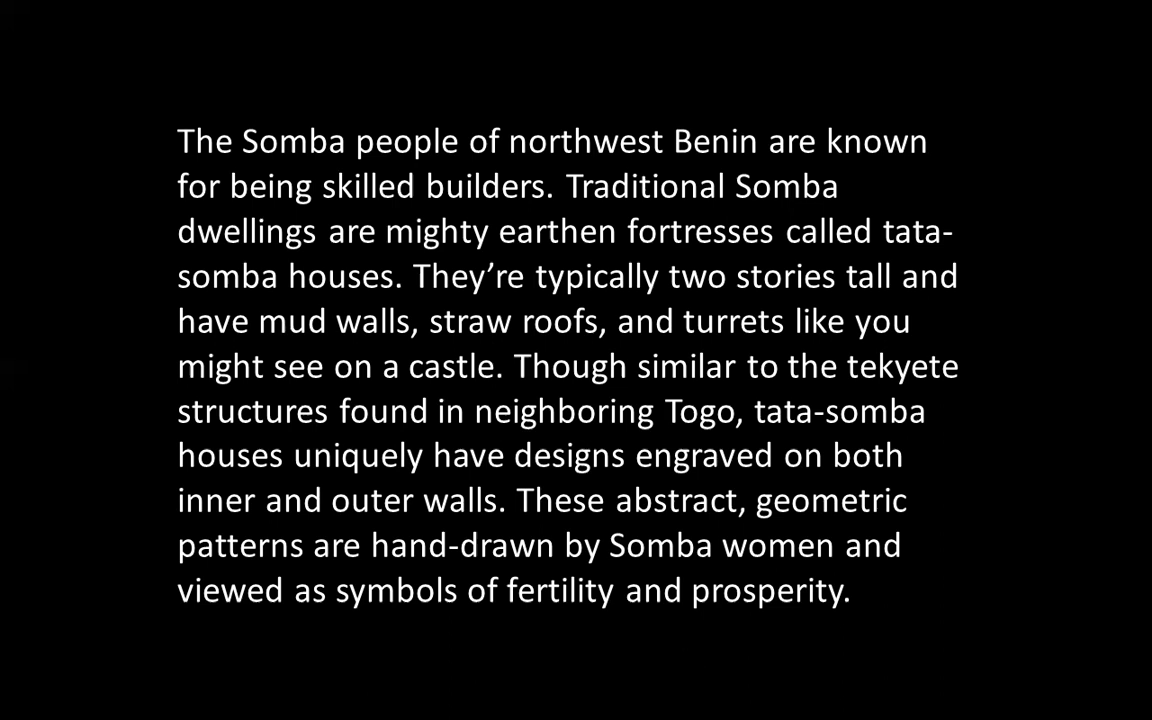 The Somba people of northwest Benin are known
for being skilled builders. Traditional Somba
dwellings are mighty earthen fortresses called tata-
somba houses. They’re typically two stories tall and
have mud walls, straw roofs, and turrets like you
might see on a castle. Though similar to the tekyete
structures found in neighboring Togo, tata-somba
houses uniquely have designs engraved on both
inner and outer walls. These abstract, geometric
patterns are hand-drawn by Somba women and
viewed as symbols of fertility and prosperity.